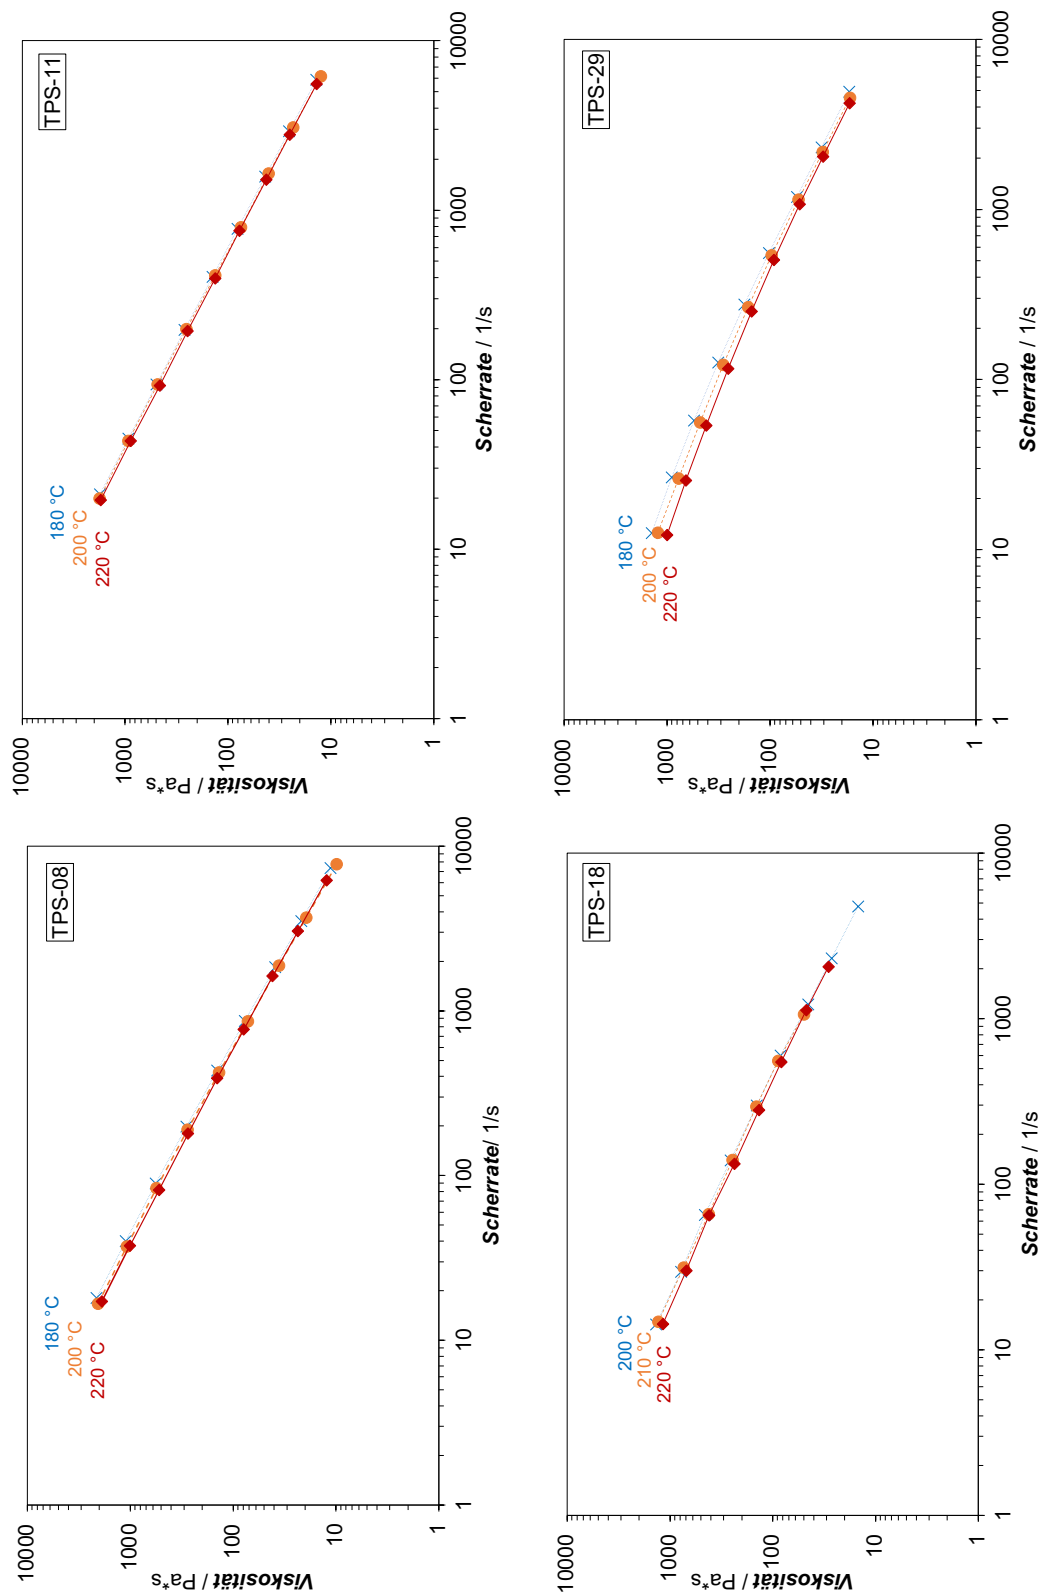 Viskosität / Pa*s
10000
1000
100
10
1
TPS-08
180 °C
200 °C
220 °C
1
10
100
1000
10000
Scherrate/ 1/s
Viskosität / Pa*s
10000
1000
100
10
1
TPS-11
180 °C
200 °C
220 °C
1
10
100
1000
10000
Scherrate / 1/s
Viskosität / Pa*s
10000
1000
100
10
1
TPS-18
200 °C
210 °C
220 °C
1
10
100
1000
10000
Scherrate / 1/s
Viskosität / Pa*s
10000
1000
100
10
1
TPS-29
180 °C
200 °C
220 °C
1
10
100
1000
10000
Scherrate / 1/s